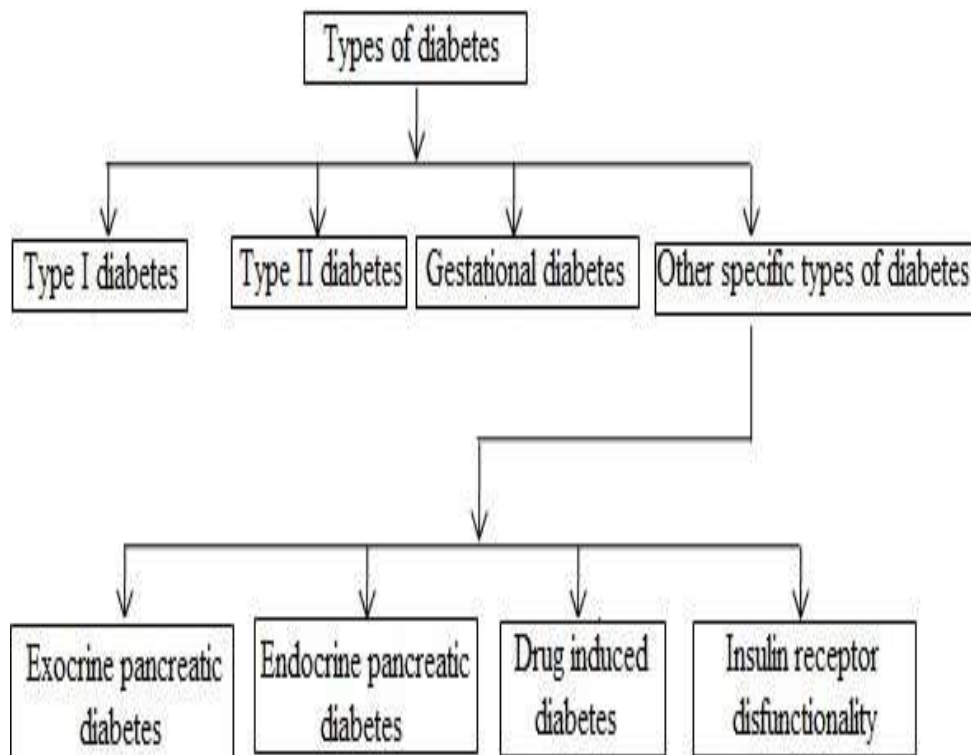 Types of diabetes
Type I diabetes
Type II diabetes
Gestational diabetes
Other specific types of diabetes
Exocrine pancreatic
diabetes
Endocrine pancreatic
diabetes
Drug induced
diabetes
Insulin receptor
disfunctionality